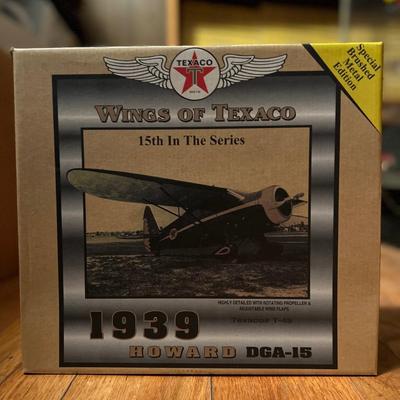 TEXACO
WINGS OF TEXACO
Special
Brushed
Metal
Edition
15th In The Series
HIGHLY DETAILED WITH ROTATING PROPELLER &
ADJUSTABLE WING FLAPS
1939
HOWARD DGA-15